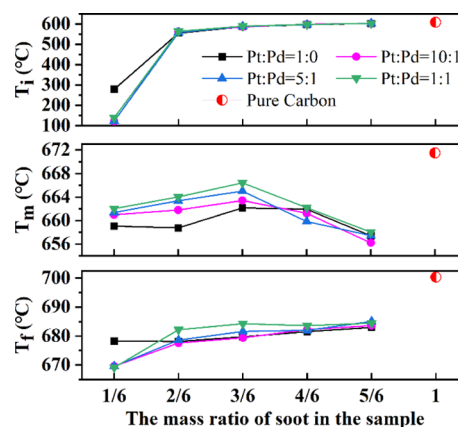 600
500
400
300
200
100
Ti (℃)
Pt:Pd=1:0
Pt:Pd=10:1
Pt:Pd=5:1
Pt:Pd=1:1
Pure Carbon
672
668
664
660
656
Tm (℃)
700
690
680
670
Tf (℃)
1/6 2/6 3/6 4/6 5/6 1
The mass ratio of soot in the sample